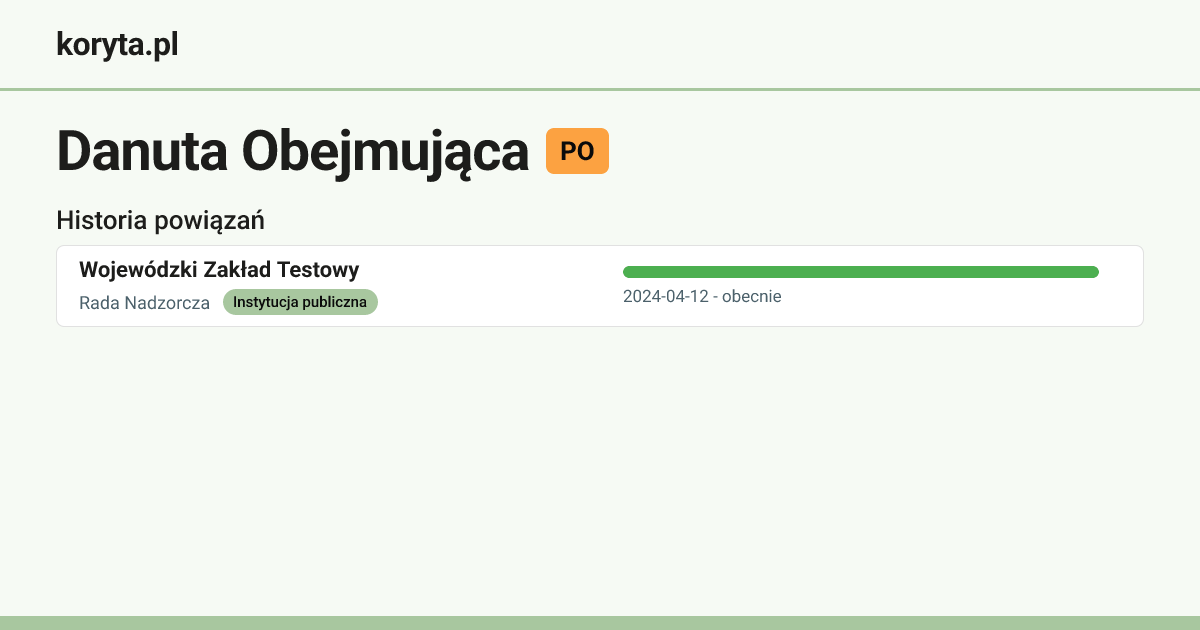 koryta.pl
Danuta Obejmująca PO
Historia powiązań
Wojewódzki Zakład Testowy
Rada Nadzorcza Instytucja publiczna
2024-04-12 - obecnie